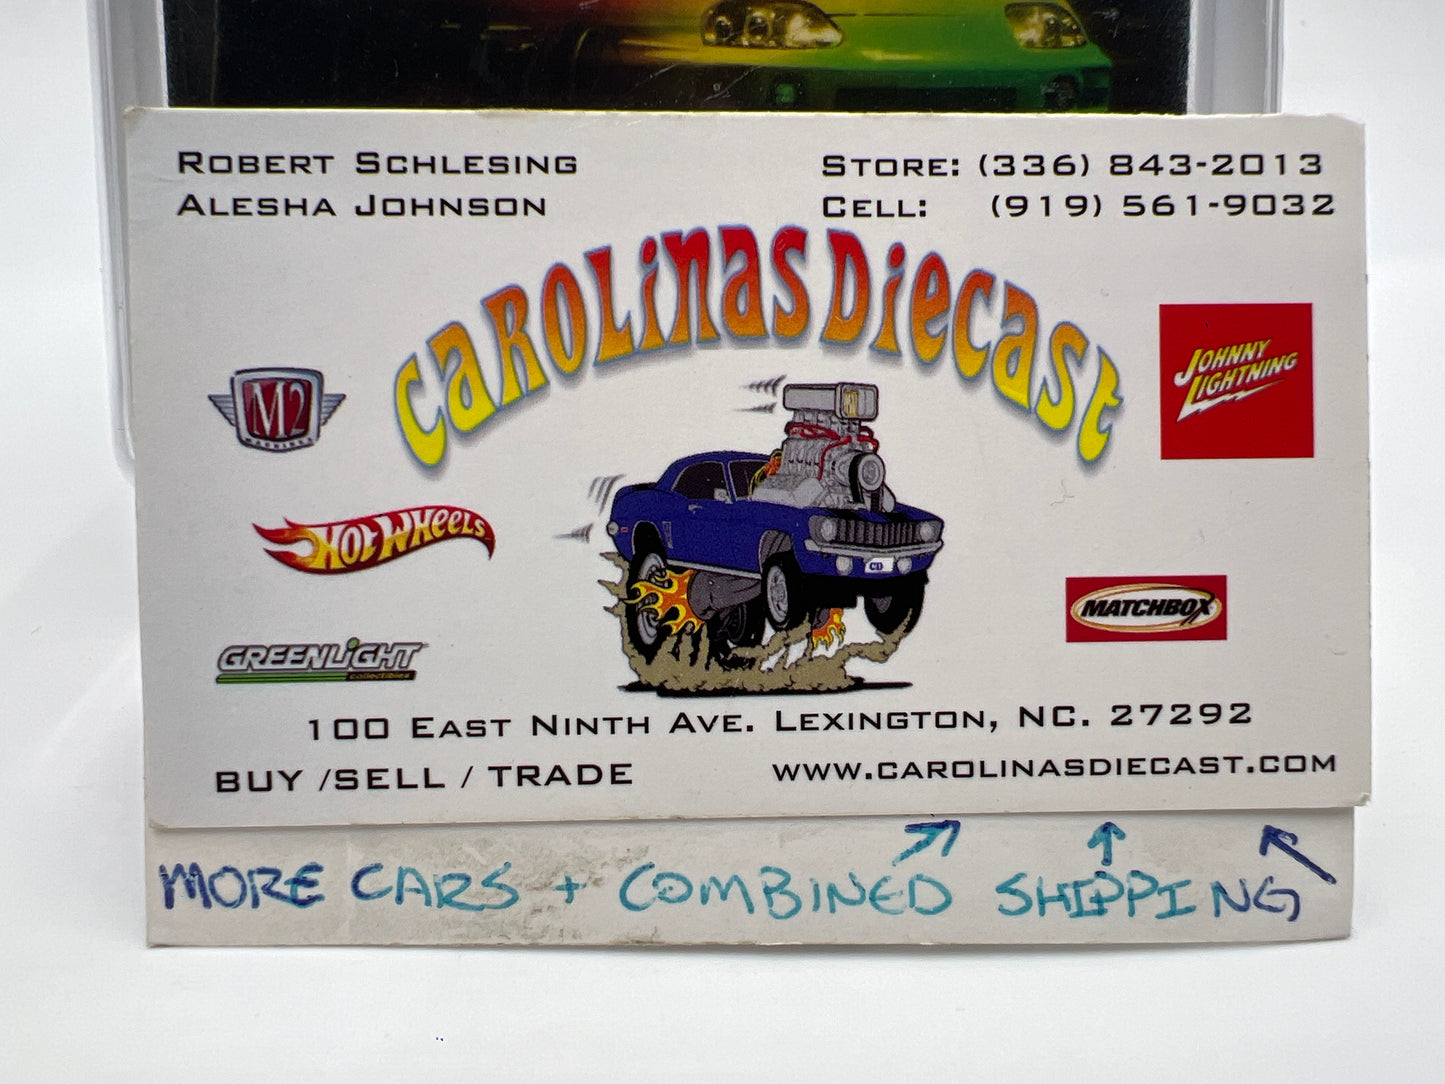 ROBERT SCHLESING
ALESHA JOHNSON
STORE: (336) 843-2013
CELL: (919) 561-9032
CAROLINAS DIECAST
M2
MACHINES
JOHNNY
LIGHTNING
HOT WHEELS
CD
MATCHBOX
GREENLIGHT
collectibles
100 EAST NINTH AVE. LEXINGTON, NC. 27292
BUY /SELL / TRADE
WWW.CAROLINASDIECAST.COM
MORE CARS + COMBINED SHIPPING